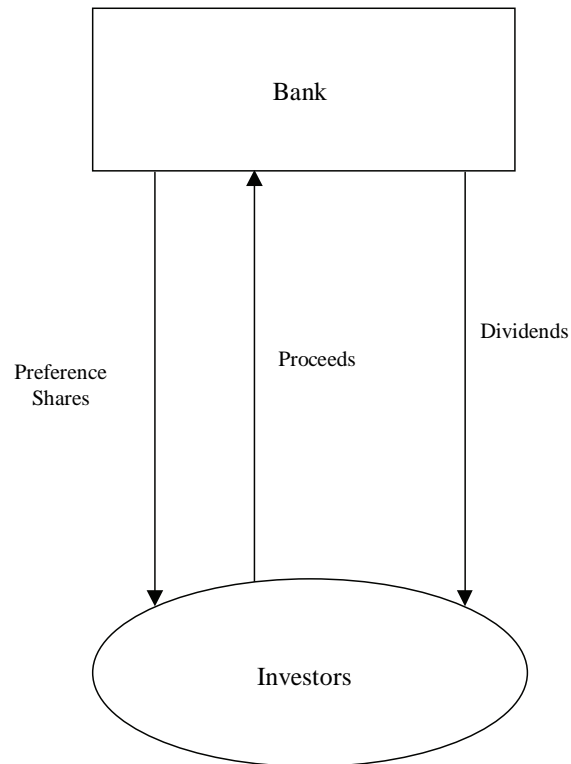 Bank
Dividends
Proceeds
Preference
Shares
Investors